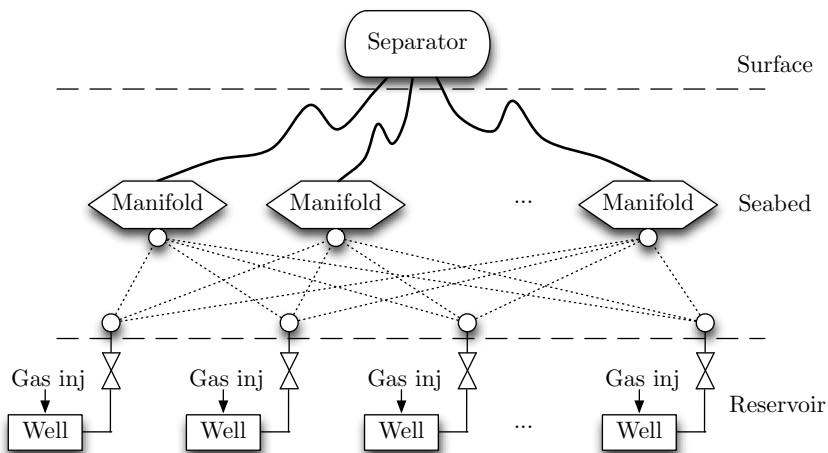 Separator
Surface
Manifold Manifold ... Manifold Seabed
Gas inj Gas inj Gas inj Gas inj
Reservoir
Well Well Well ... Well